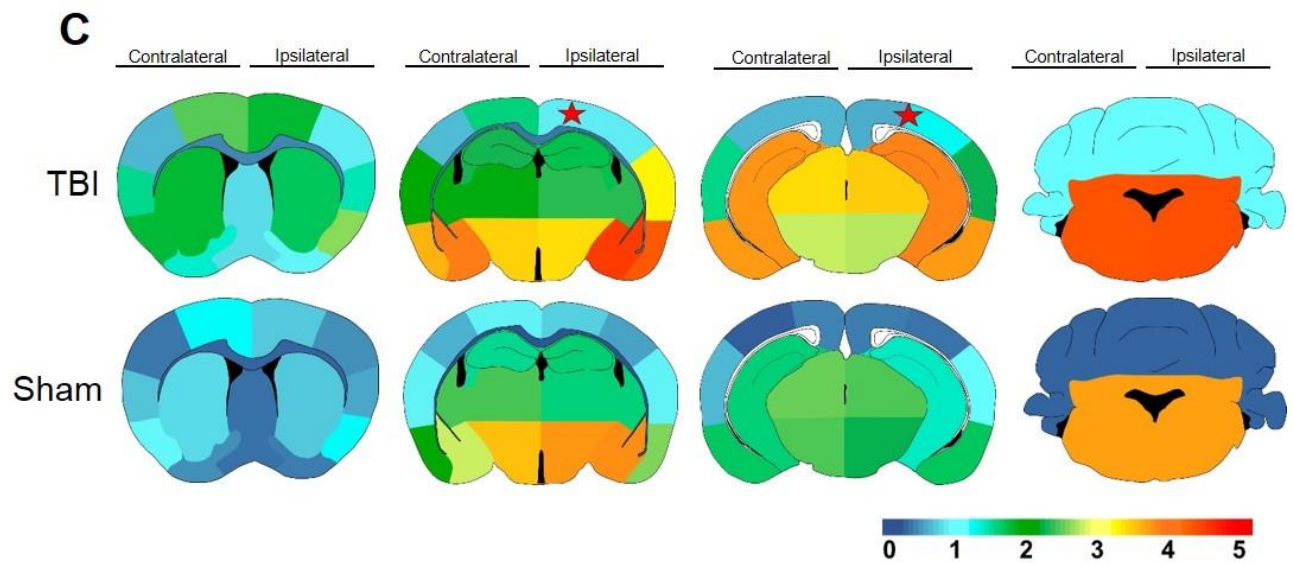 C
Contralateral Ipsilateral Contralateral Ipsilateral Contralateral Ipsilateral Contralateral Ipsilateral
TBI
Sham
0 1 2 3 4 5